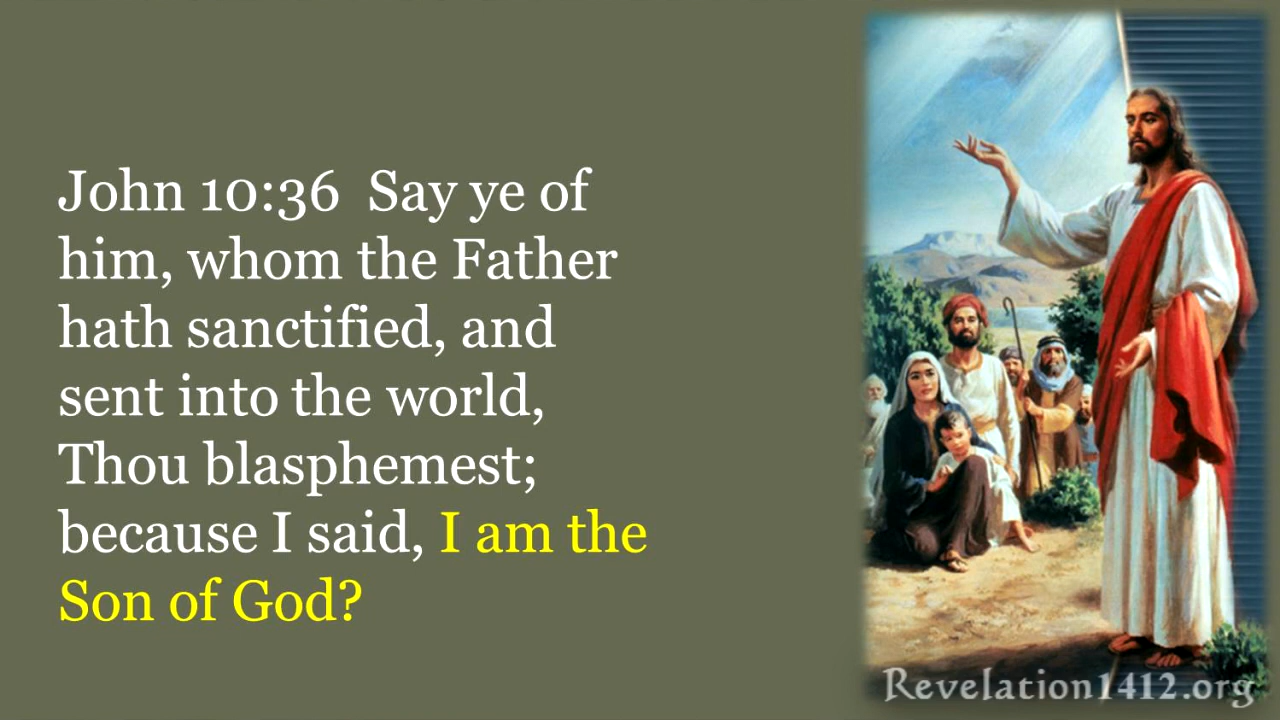 John 10:36  Say ye of
him, whom the Father
hath sanctified, and
sent into the world,
Thou blasphemest;
because I said, I am the
Son of God?
Revelation1412.org